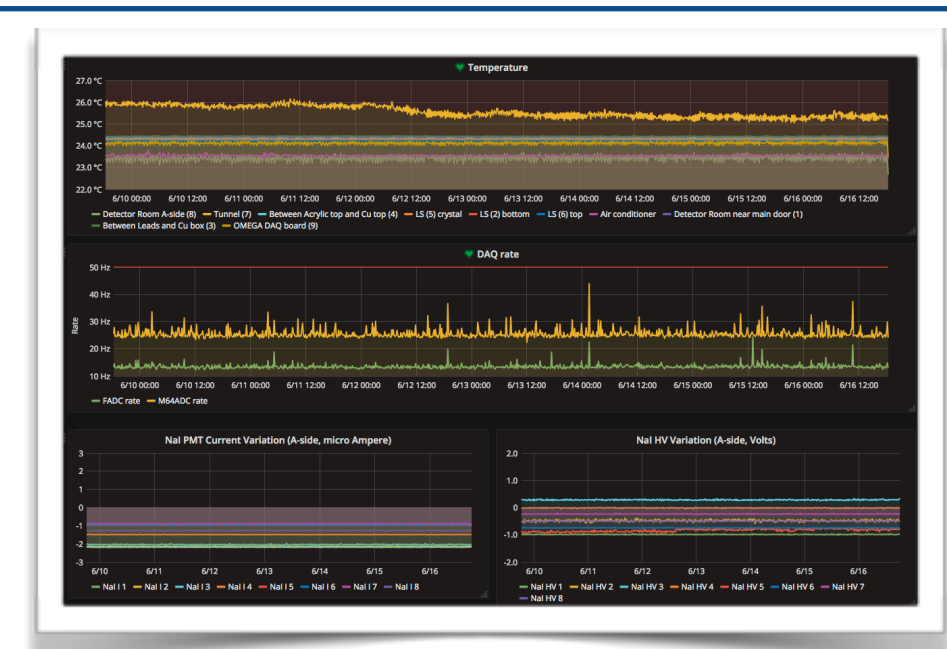 Temperature
27.0 °C
26.0 °C
25.0 °C
24.0 °C
23.0 °C
22.0 °C
6/10 00:00 6/10 12:00 6/11 00:00 6/11 12:00 6/12 00:00 6/12 12:00 6/13 00:00 6/13 12:00 6/14 00:00 6/14 12:00 6/15 00:00 6/15 12:00 6/16 00:00 6/16 12:00
Detector Room A-side (8) Tunnel (7) Between Acrylic top and Cu top (4) LS (5) crystal LS (2) bottom LS (6) top Air conditioner Detector Room near main door (1)
Between Leads and Cu box (3) OMEGA DAQ board (9)
DAQ rate
50 Hz
40 Hz
30 Hz
20 Hz
10 Hz
Rate
6/10 00:00 6/10 12:00 6/11 00:00 6/11 12:00 6/12 00:00 6/12 12:00 6/13 00:00 6/13 12:00 6/14 00:00 6/14 12:00 6/15 00:00 6/15 12:00 6/16 00:00 6/16 12:00
FADC rate M64ADC rate
NaI PMT Current Variation (A-side, micro Ampere)
3
2
1
0
-1
-2
-3
6/10 6/11 6/12 6/13 6/14 6/15 6/16
NaI I 1 NaI I 2 NaI I 3 NaI I 4 NaI I 5 NaI I 6 NaI I 7 NaI I 8
NaI HV Variation (A-side, Volts)
2.0
1.0
0
-1.0
-2.0
6/10 6/11 6/12 6/13 6/14 6/15 6/16
NaI HV 1 NaI HV 2 NaI HV 3 NaI HV 4 NaI HV 5 NaI HV 6 NaI HV 7
NaI HV 8